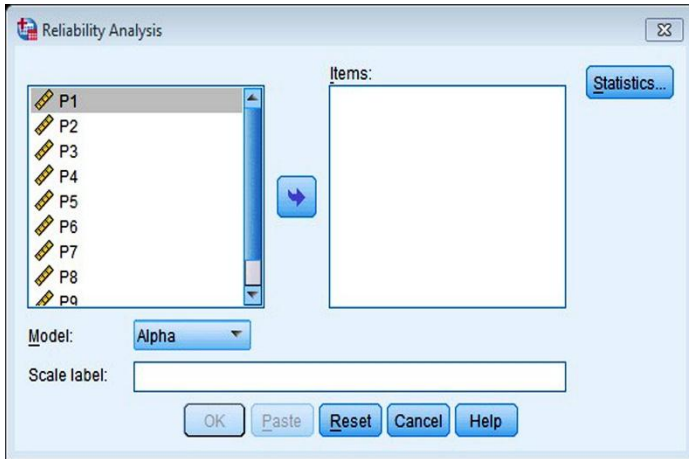 Reliability Analysis
Items:
Statistics...
P1
P2
P3
P4
P5
P6
P7
P8
P9
Model: Alpha
Scale label:
OK Paste Reset Cancel Help